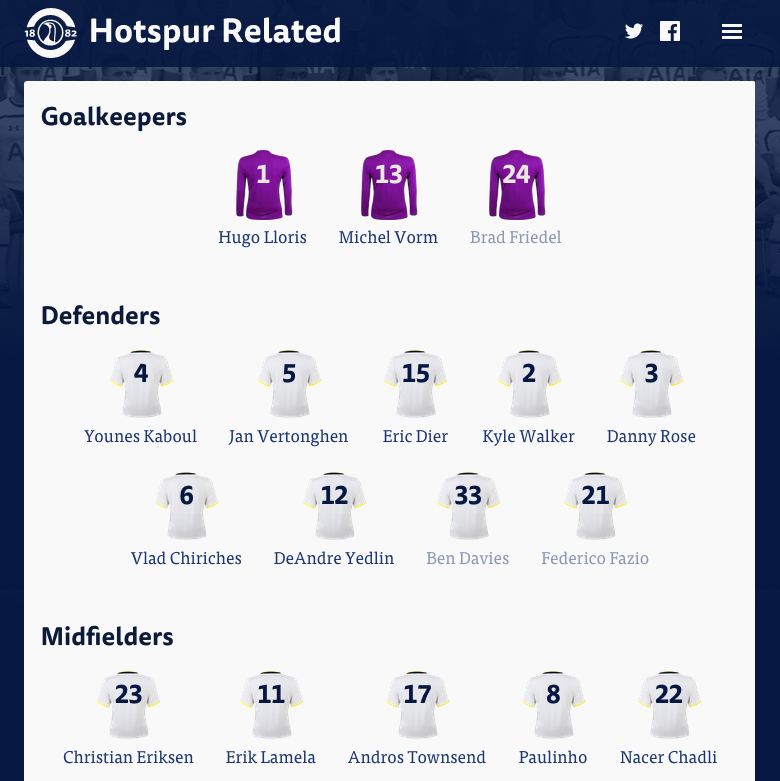 18 82 Hotspur Related
Goalkeepers
1 13 24
Hugo Lloris Michel Vorm Brad Friedel
Defenders
4 5 15 2 3
Younes Kaboul Jan Vertonghen Eric Dier Kyle Walker Danny Rose
6 12 33 21
Vlad Chiriches DeAndre Yedlin Ben Davies Federico Fazio
Midfielders
23 11 17 8 22
Christian Eriksen Erik Lamela Andros Townsend Paulinho Nacer Chadli